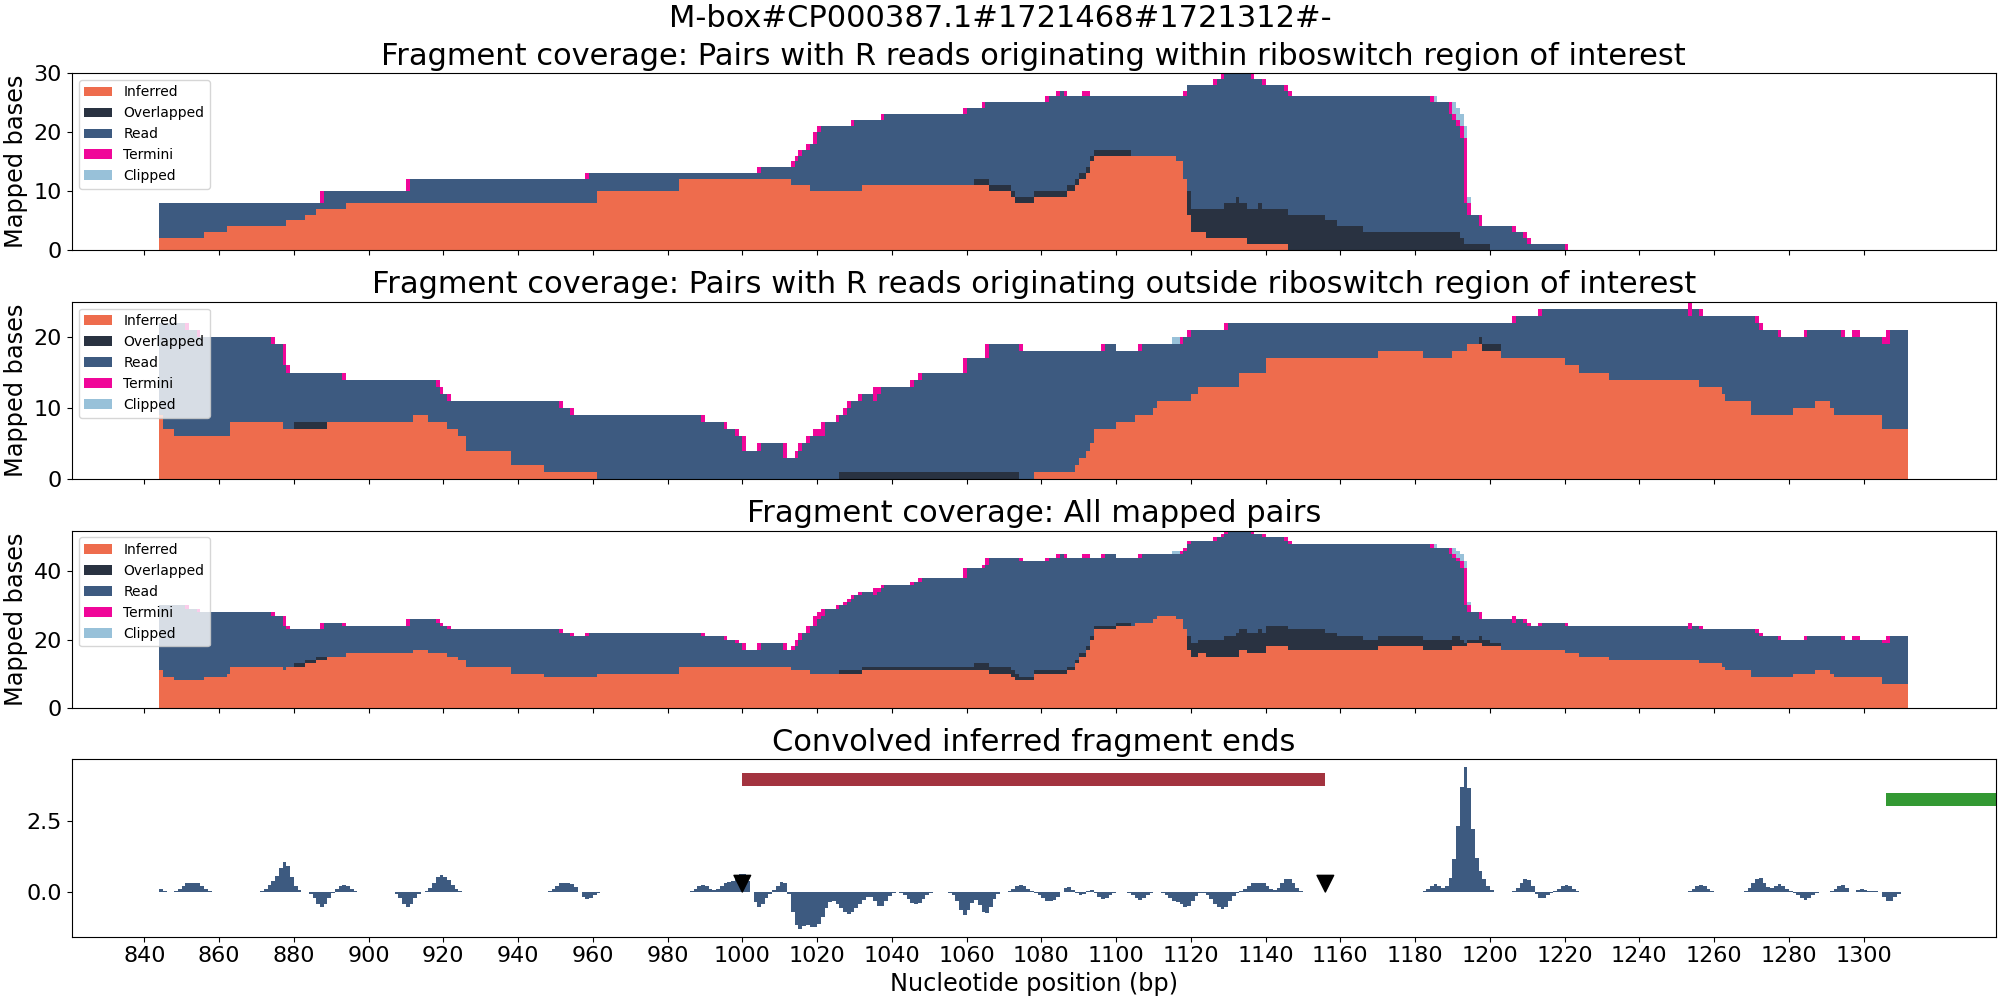 M-box#CP000387.1#1721468#1721312#-
Fragment coverage: Pairs with R reads originating within riboswitch region of interest
Mapped bases
30
20
10
0
Inferred
Overlapped
Read
Termini
Clipped
Fragment coverage: Pairs with R reads originating outside riboswitch region of interest
Mapped bases
20
10
0
Inferred
Overlapped
Read
Termini
Clipped
Fragment coverage: All mapped pairs
Mapped bases
40
20
0
Inferred
Overlapped
Read
Termini
Clipped
Convolved inferred fragment ends
2.5
0.0
840 860 880 900 920 940 960 980 1000 1020 1040 1060 1080 1100 1120 1140 1160 1180 1200 1220 1240 1260 1280 1300
Nucleotide position (bp)